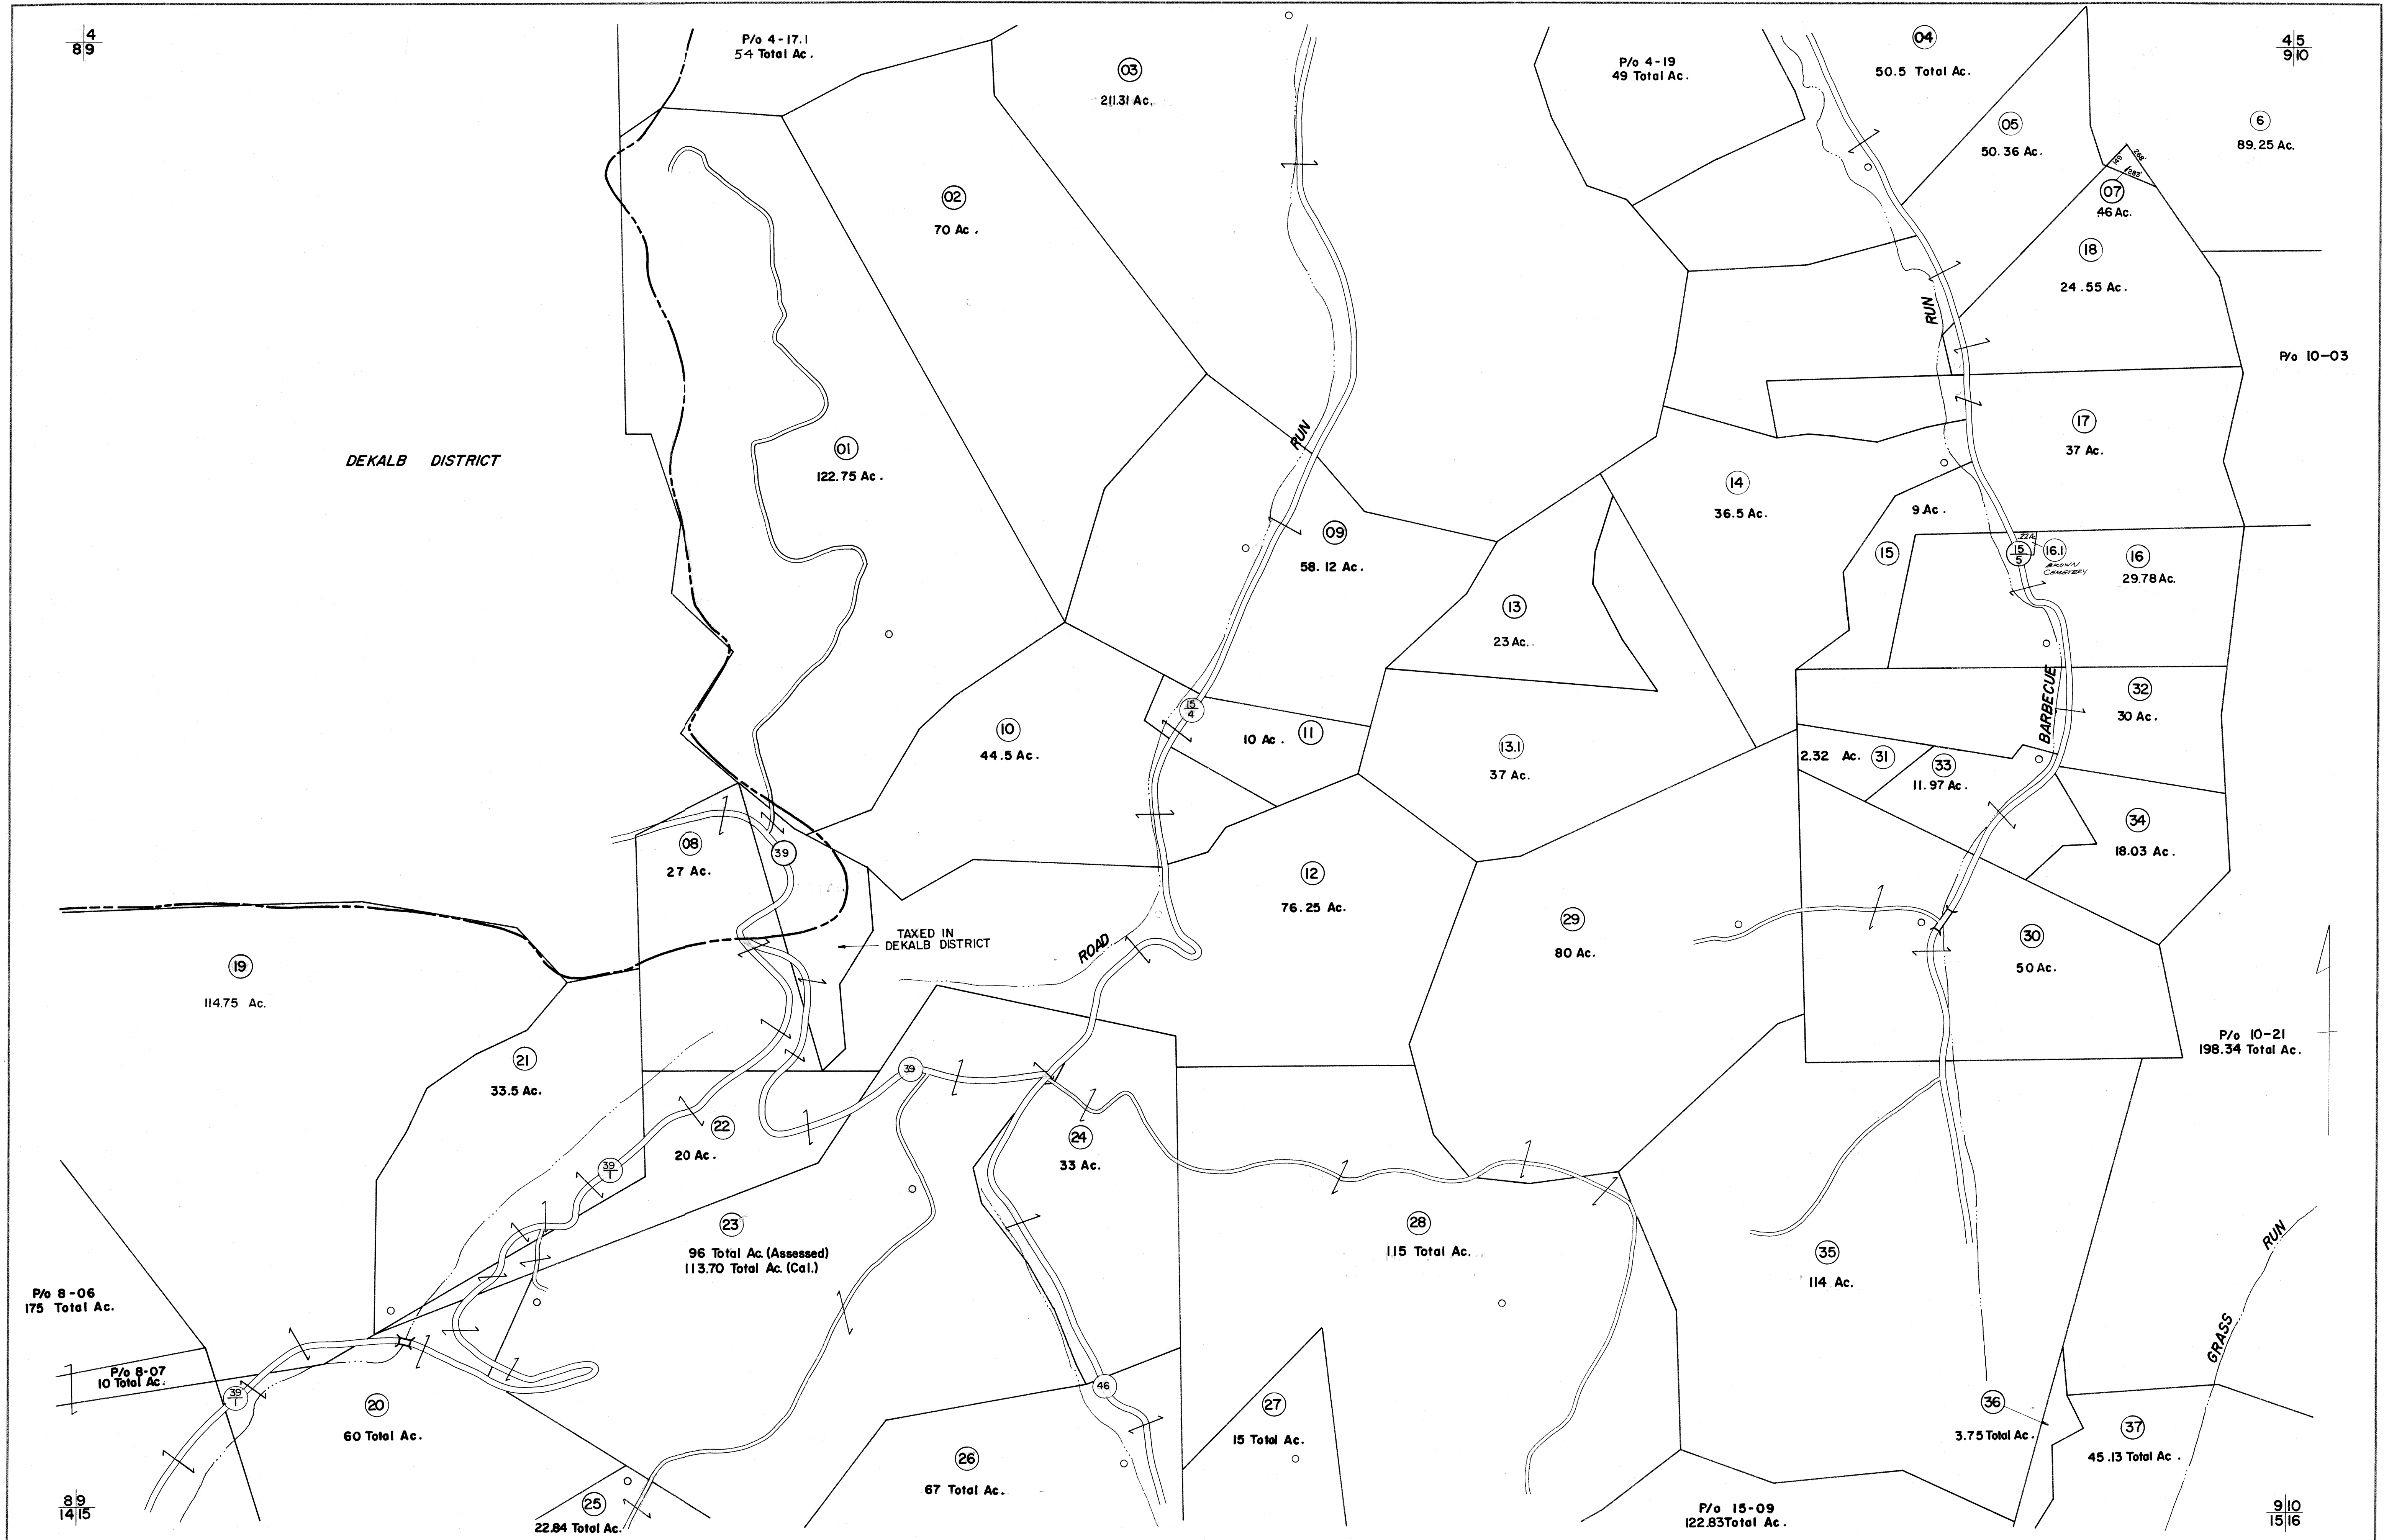 4
8 9
P/o 4-17.1
54 Total Ac.
03
211.31 Ac.
P/o 4-19
49 Total Ac.
04
50.5 Total Ac.
4 5
9 10
05
50.36 Ac.
6
89.25 Ac.
149
208'
283'
07
.46 Ac.
02
70 Ac.
18
24.55 Ac.
RUN
P/o 10-03
DEKALB DISTRICT
01
122.75 Ac.
RUN
17
37 Ac.
14
36.5 Ac.
9 Ac.
15
09
58.12 Ac.
15
5
.22 Ac
16.1
BROWN
CEMETERY
16
29.78 Ac.
13
23 Ac.
BARBECUE
32
30 Ac.
15
4
10
44.5 Ac.
10 Ac.
11
13.1
37 Ac.
2.32 Ac.
31
33
11.97 Ac.
34
18.03 Ac.
08
27 Ac.
39
12
76.25 Ac.
29
80 Ac.
30
50 Ac.
TAXED IN
DEKALB DISTRICT
ROAD
19
114.75 Ac.
P/o 10-21
198.34 Total Ac.
21
33.5 Ac.
39
22
20 Ac.
24
33 Ac.
39
1
23
96 Total Ac. (Assessed)
113.70 Total Ac. (Cal.)
28
115 Total Ac.
35
114 Ac.
RUN
GRASS
P/o 8-06
175 Total Ac.
P/o 8-07
10 Total Ac.
39
1
20
60 Total Ac.
46
27
15 Total Ac.
36
3.75 Total Ac.
37
45.13 Total Ac.
26
67 Total Ac.
25
22.84 Total Ac.
8 9
14 15
P/o 15-09
122.83 Total Ac.
9 10
15 16